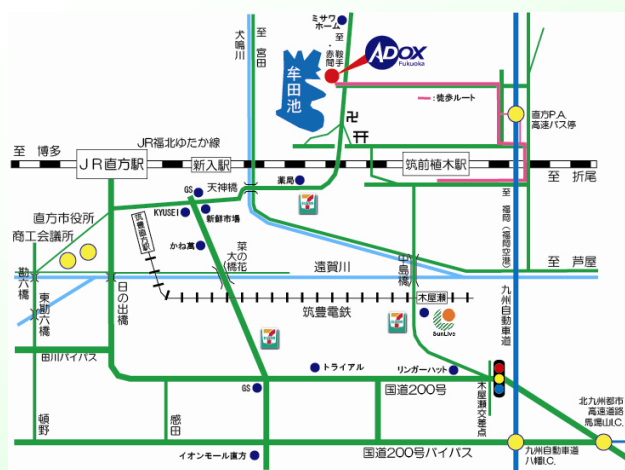 ミサワ
ホーム
至
鞍手
・赤間
ADOX
Fukuoka
犬鳴川
至 宮田
牟田池
:徒歩ルート
直方P.A.
高速バス停
卍
至 博多
JR福北ゆたか線
JR直方駅
新入駅
筑前植木駅
至 折尾
GS
天神橋
薬局
KYUSEI
新鮮市場
直方市役所
商工会議所
筑豊直方駅
かね萬
菜の花
大橋
中島橋
至 福岡(福岡空港)
至 芦屋
勘六橋
東勘六橋
日の出橋
遠賀川
筑豊電鉄
木屋瀬
SunLive
九州自動車道
トライアル
リンガーハット
田川バイパス
GS
国道200号
木屋瀬交差点
北九州都市
高速道路
馬場山I.C.
頓野
感田
イオンモール直方
国道200号バイパス
九州自動車道
八幡I.C.